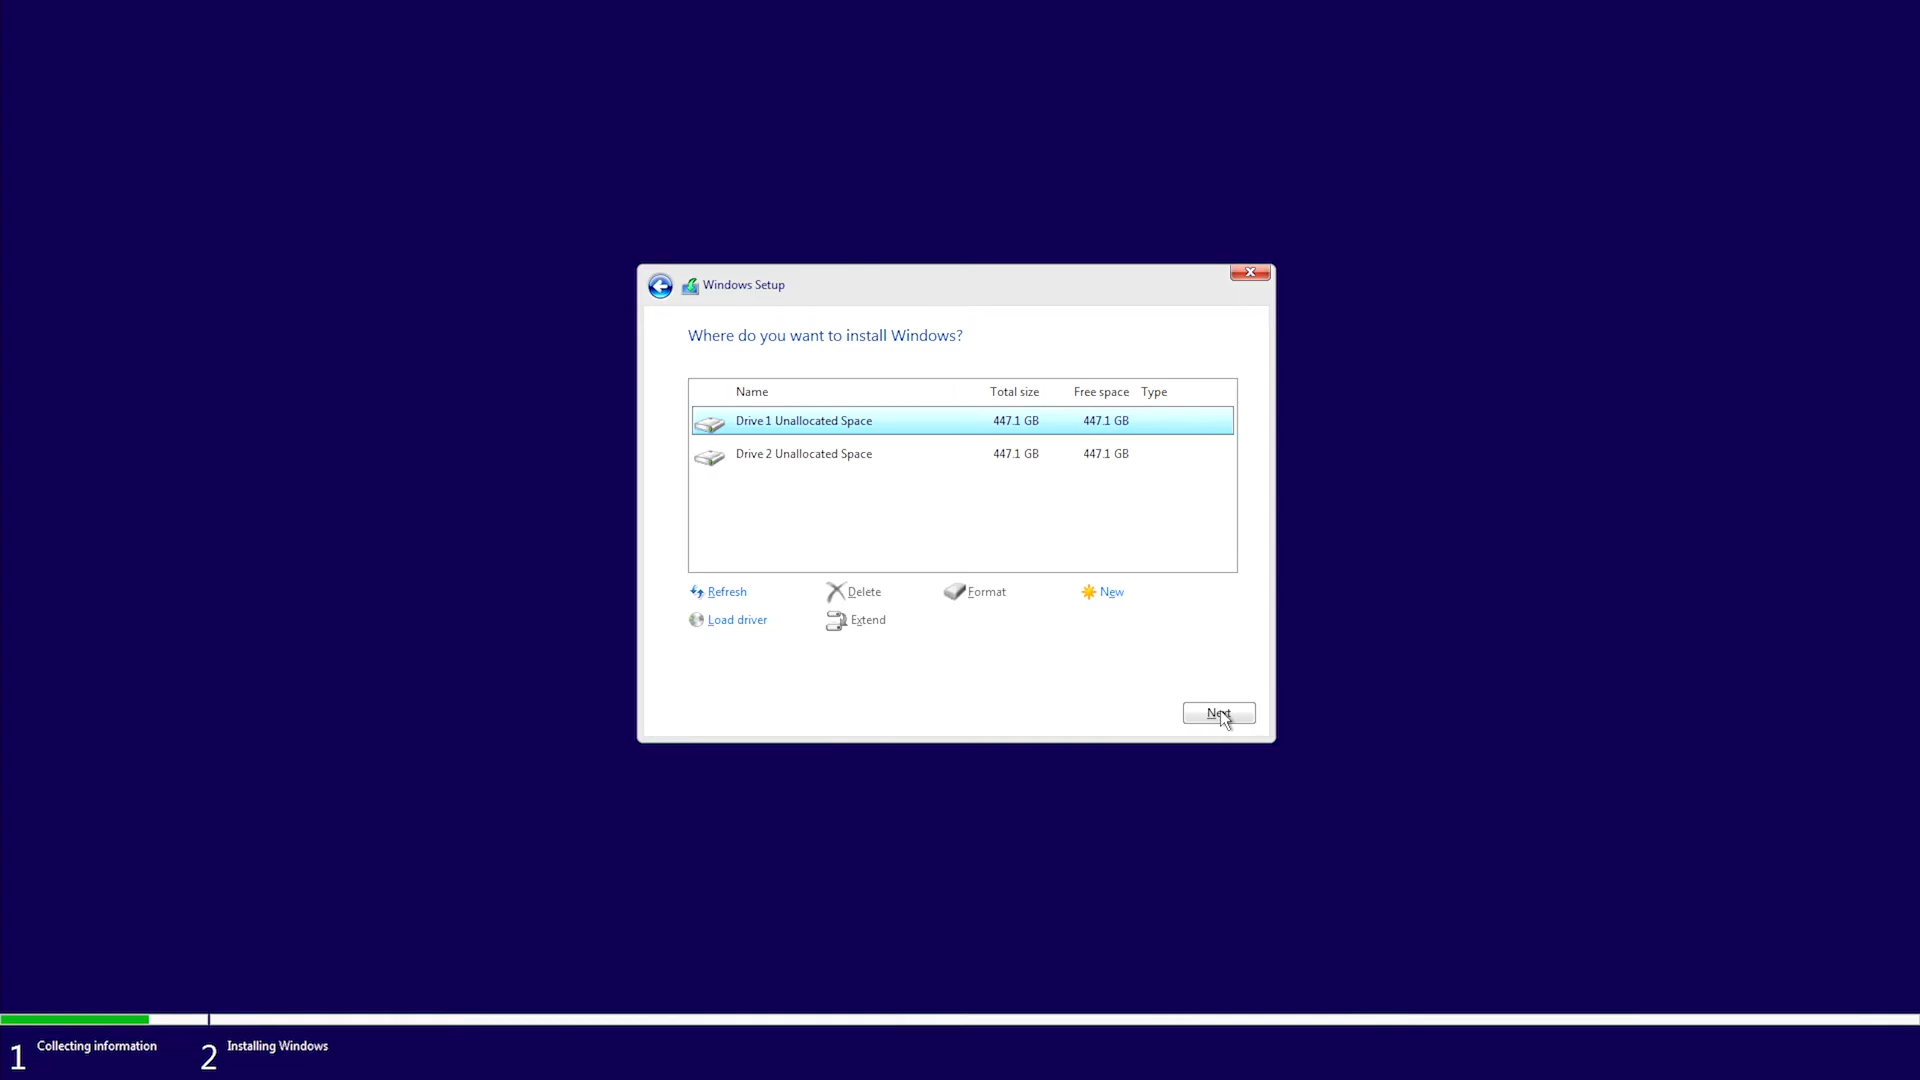 Windows Setup
Where do you want to install Windows?
Name Total size Free space Type
Drive 1 Unallocated Space 447.1 GB 447.1 GB
Drive 2 Unallocated Space 447.1 GB 447.1 GB
Refresh Delete Format New
Load driver Extend
Next
1 Collecting information 2 Installing Windows